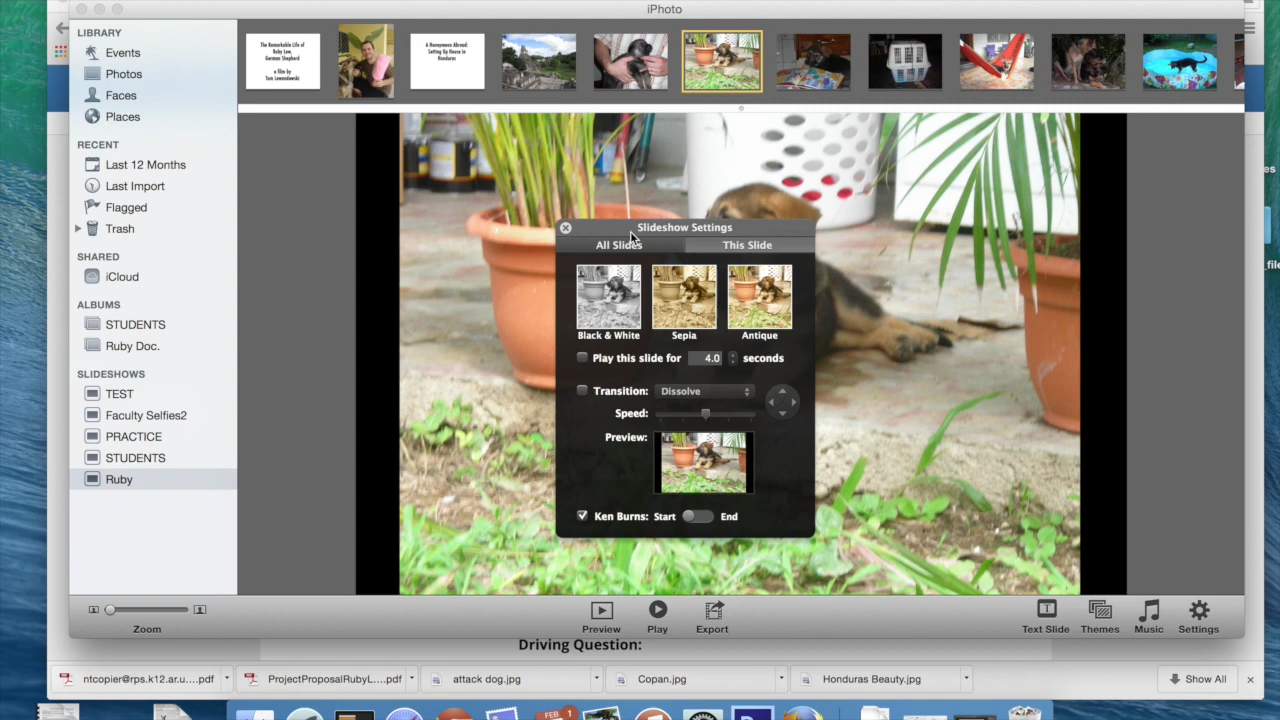 iPhoto
LIBRARY
Events
Photos
Faces
Places
RECENT
Last 12 Months
Last Import
Flagged
Trash
SHARED
iCloud
ALBUMS
STUDENTS
Ruby Doc.
SLIDESHOWS
TEST
Faculty Selfies2
PRACTICE
STUDENTS
Ruby
The Remarkable Life of
Ruby Lew,
German Shepherd
a film by
Tom Lewandowski
A Honeymoon Abroad:
Setting Up House in
Honduras
Slideshow Settings
All Slides
This Slide
Black & White
Sepia
Antique
Play this slide for 4.0 seconds
Transition: Dissolve
Speed:
Preview:
Ken Burns: Start End
Zoom
Preview
Play
Export
Text Slide
Themes
Music
Settings
Driving Question:
ntcopier@rps.k12.ar.u....pdf
ProjectProposalRubyL....pdf
attack dog.jpg
Copan.jpg
Honduras Beauty.jpg
Show All
FEB 1